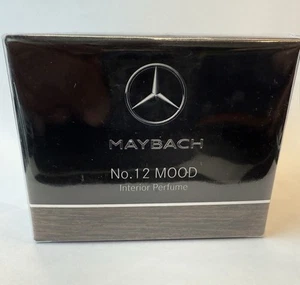 MAYBACH
No.12 MOOD
Interior Perfume